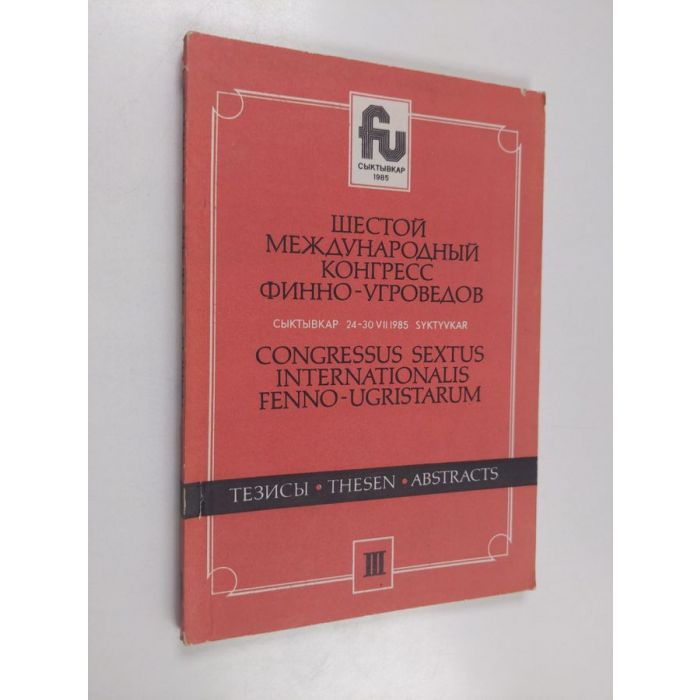 fu
СЫКТЫВКАР
1985
ШЕСТОЙ
МЕЖДУНАРОДНЫЙ
КОНГРЕСС
ФИННО-УГРОВЕДОВ
СЫКТЫВКАР 24-30 VII 1985 SYKTYVKAR
CONGRESSUS SEXTUS
INTERNATIONALIS
FENNO-UGRISTARUM
ТЕЗИСЫ • THESEN • ABSTRACTS
III